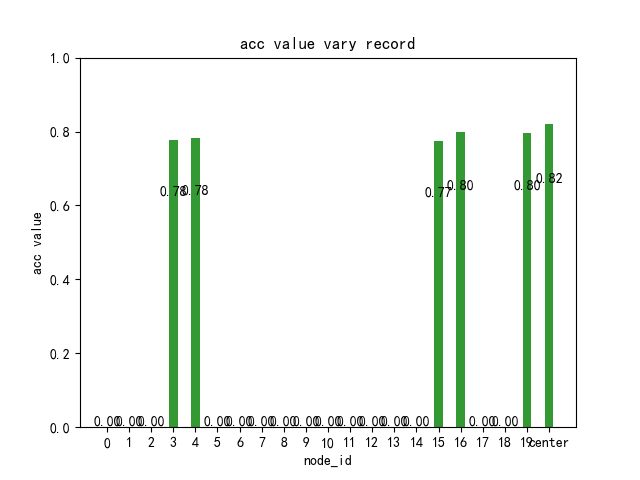 acc value vary record
1.0
0.8
0.6
0.4
0.2
0.0
acc value
0.00 0.00 0.00 0.78 0.78 0.00 0.00 0.00 0.00 0.00 0.00 0.00 0.00 0.00 0.00 0.77 0.80 0.00 0.00 0.80 0.82
0 1 2 3 4 5 6 7 8 9 10 11 12 13 14 15 16 17 18 19 center
node_id